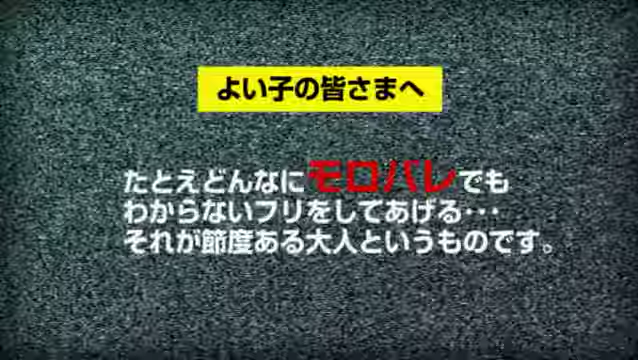 よい子の皆さまへ
たとえどんなにモロバレでも
わからないフリをしてあげる･･･
それが節度ある大人というものです。